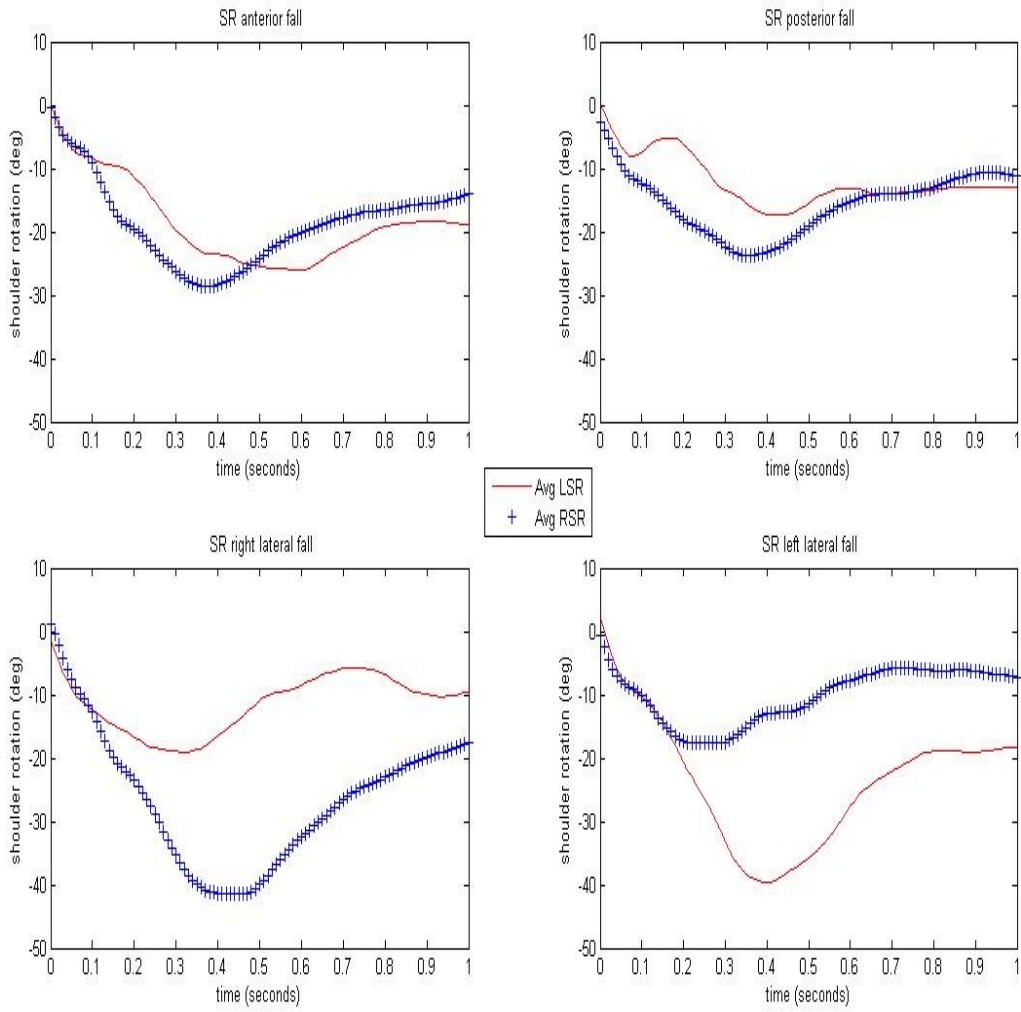 SR anterior fall
10
0
-10
-20
-30
-40
-50
shoulder rotation (deg)
0 0.1 0.2 0.3 0.4 0.5 0.6 0.7 0.8 0.9 1
time (seconds)
SR posterior fall
10
0
-10
-20
-30
-40
-50
shoulder rotation (deg)
0 0.1 0.2 0.3 0.4 0.5 0.6 0.7 0.8 0.9 1
time (seconds)
Avg LSR
Avg RSR
SR right lateral fall
10
0
-10
-20
-30
-40
-50
shoulder rotation (deg)
0 0.1 0.2 0.3 0.4 0.5 0.6 0.7 0.8 0.9 1
time (seconds)
SR left lateral fall
10
0
-10
-20
-30
-40
-50
shoulder rotation (deg)
0 0.1 0.2 0.3 0.4 0.5 0.6 0.7 0.8 0.9 1
time (seconds)